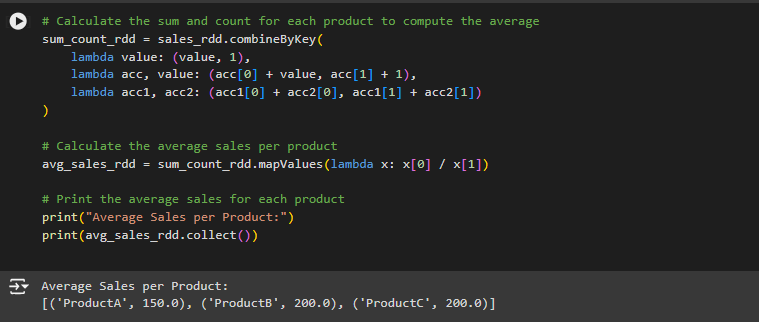 # Calculate the sum and count for each product to compute the average
sum_count_rdd = sales_rdd.combineByKey(
    lambda value: (value, 1),
    lambda acc, value: (acc[0] + value, acc[1] + 1),
    lambda acc1, acc2: (acc1[0] + acc2[0], acc1[1] + acc2[1])
)
# Calculate the average sales per product
avg_sales_rdd = sum_count_rdd.mapValues(lambda x: x[0] / x[1])
# Print the average sales for each product
print("Average Sales per Product:")
print(avg_sales_rdd.collect())
Average Sales per Product:
[('ProductA', 150.0), ('ProductB', 200.0), ('ProductC', 200.0)]